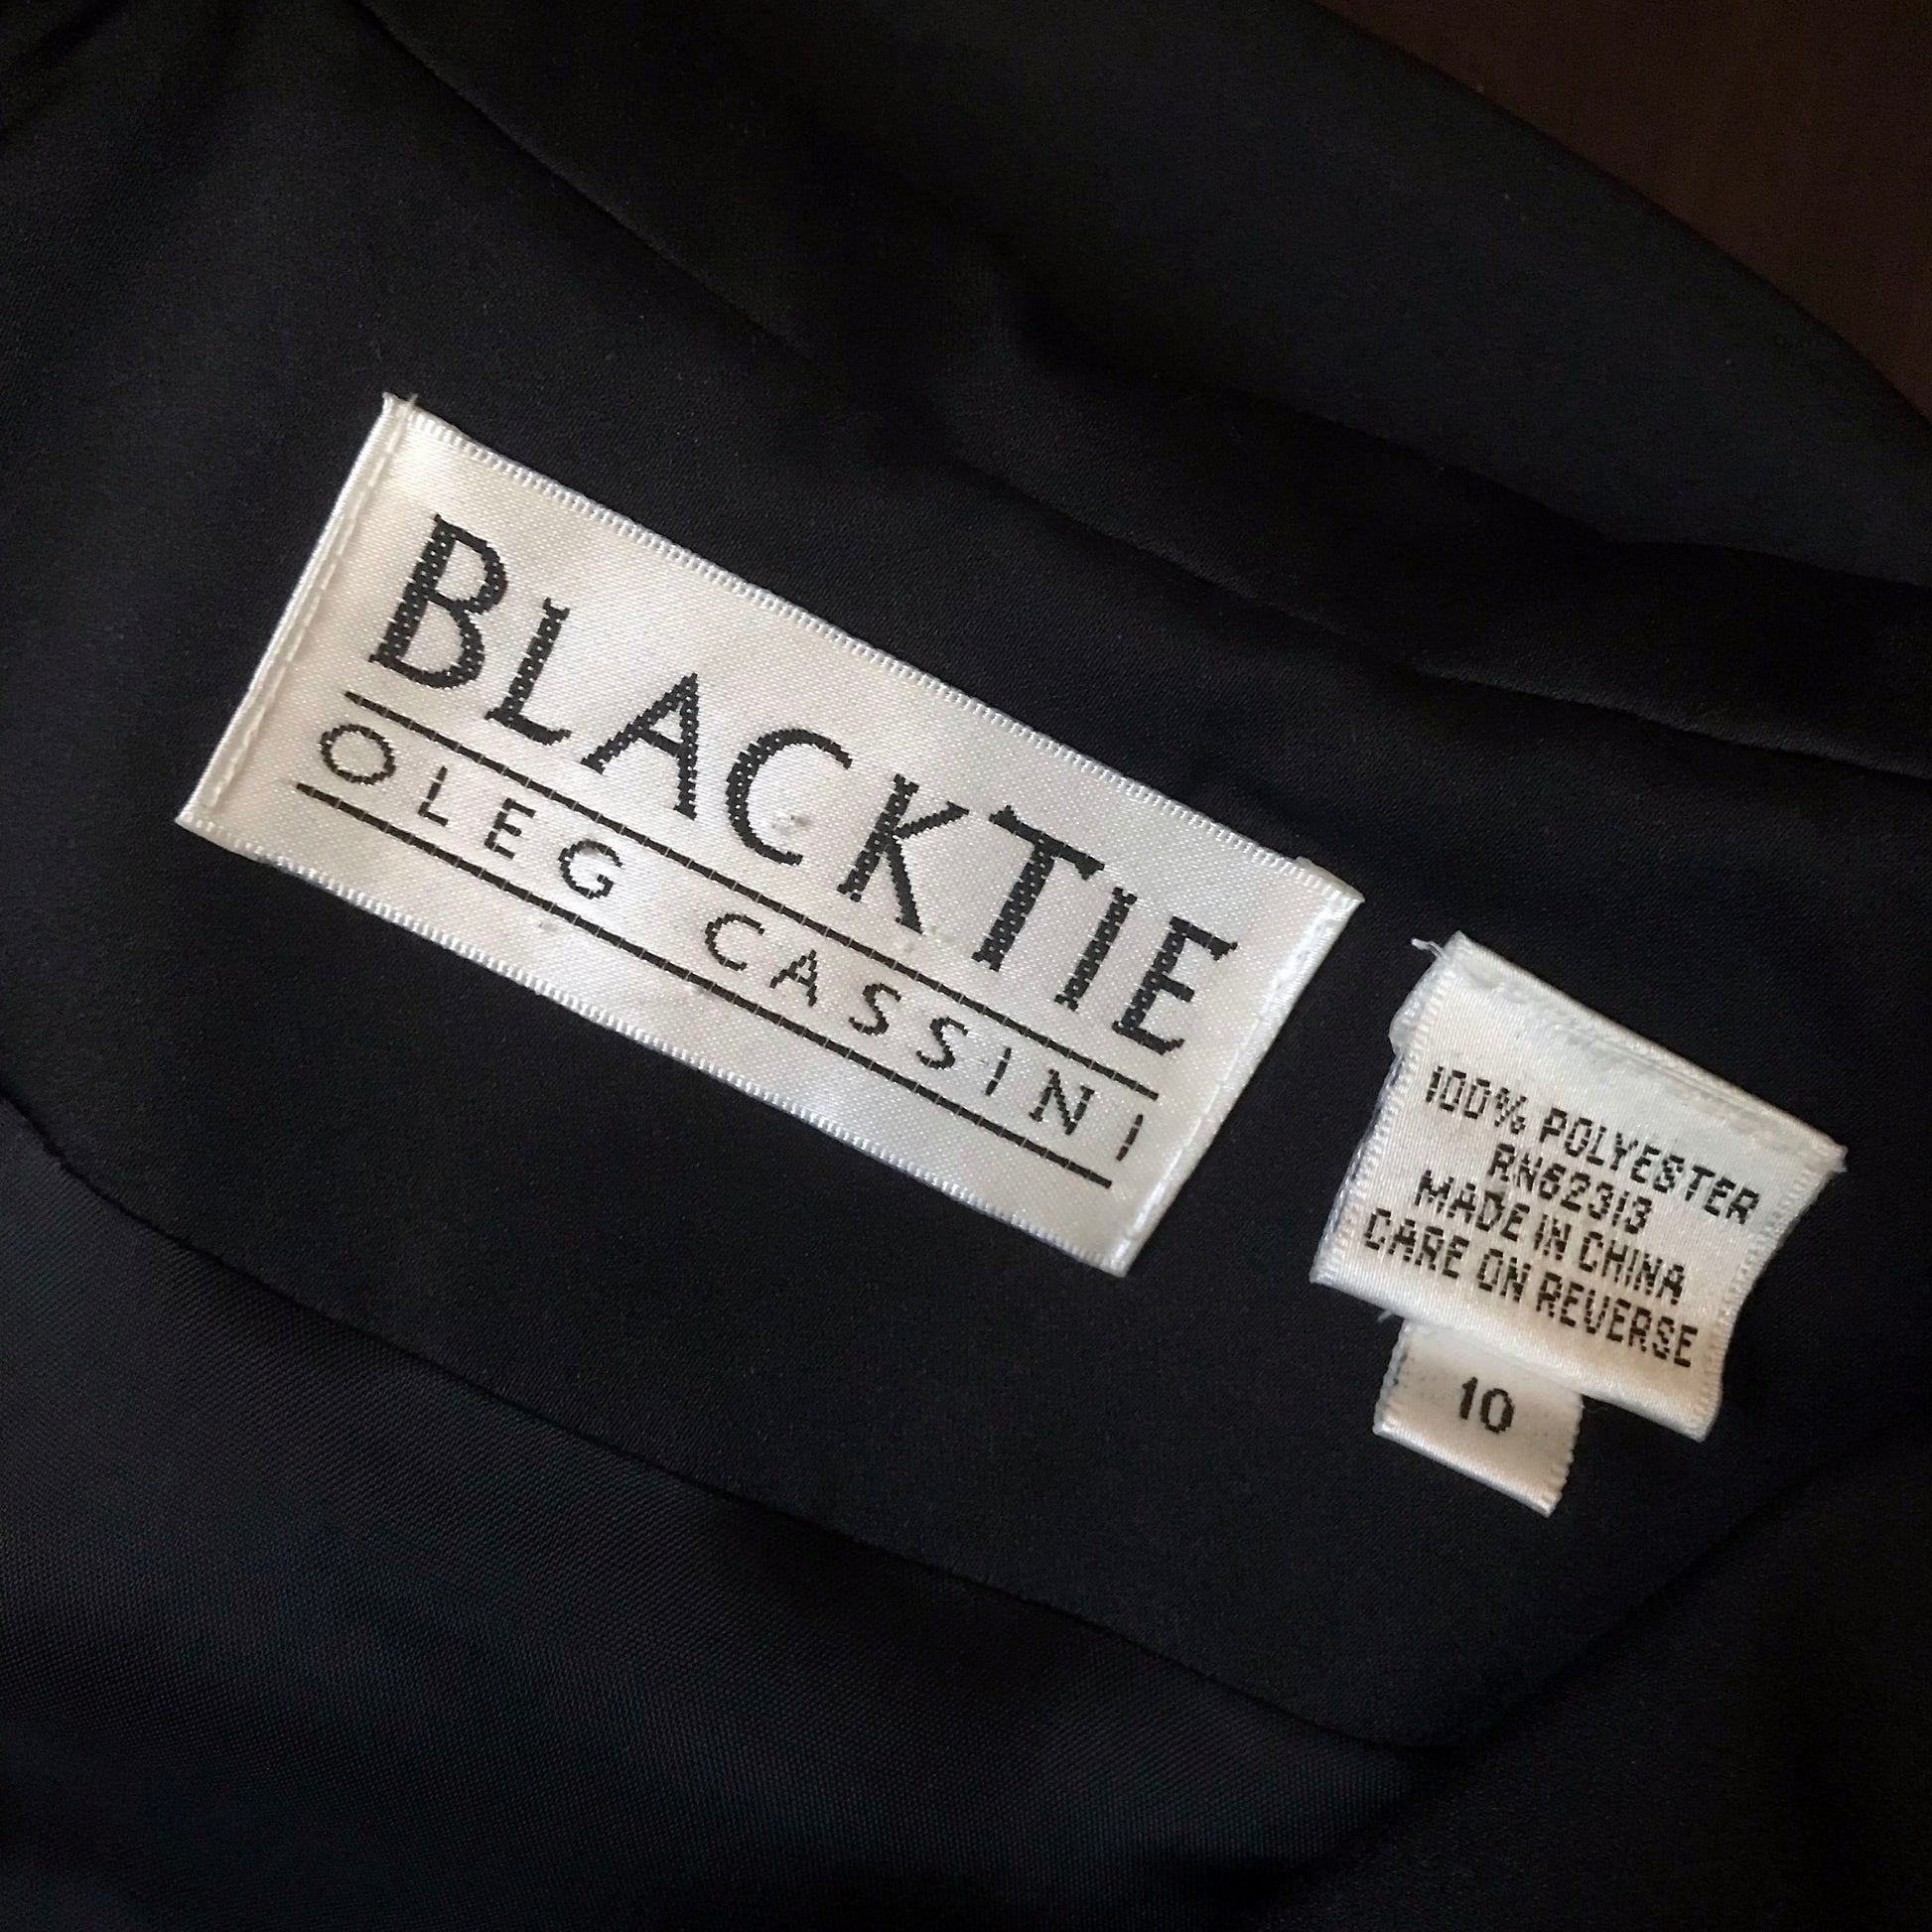 BLACKTIE
OLEG CASSINI
100% POLYESTER
RN62313
MADE IN CHINA
CARE ON REVERSE
10